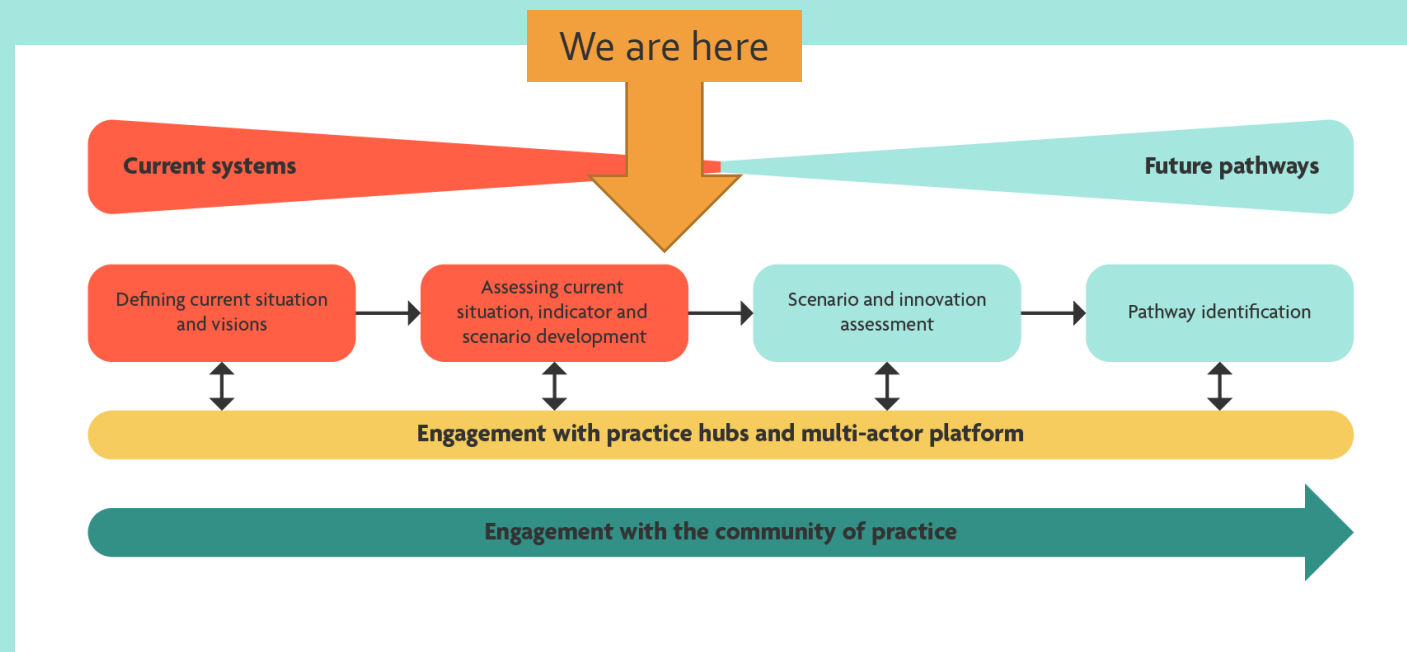 We are here
Current systems
Future pathways
Defining current situation
and visions
Assessing current
situation, indicator and
scenario development
Scenario and innovation
assessment
Pathway identification
Engagement with practice hubs and multi-actor platform
Engagement with the community of practice